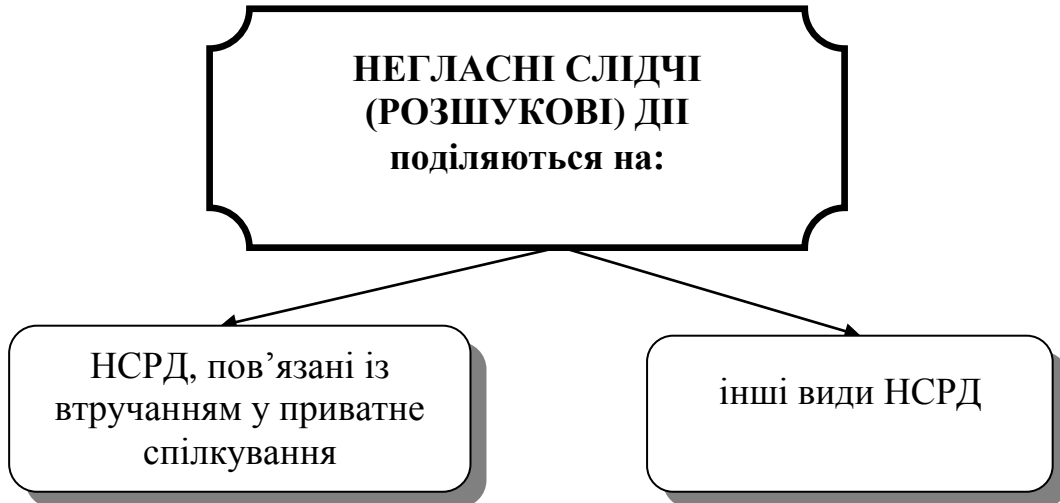 НЕГЛАСНІ СЛІДЧІ
(РОЗШУКОВІ) ДІЇ
поділяються на:
НСРД, пов’язані із
втручанням у приватне
спілкування
інші види НСРД